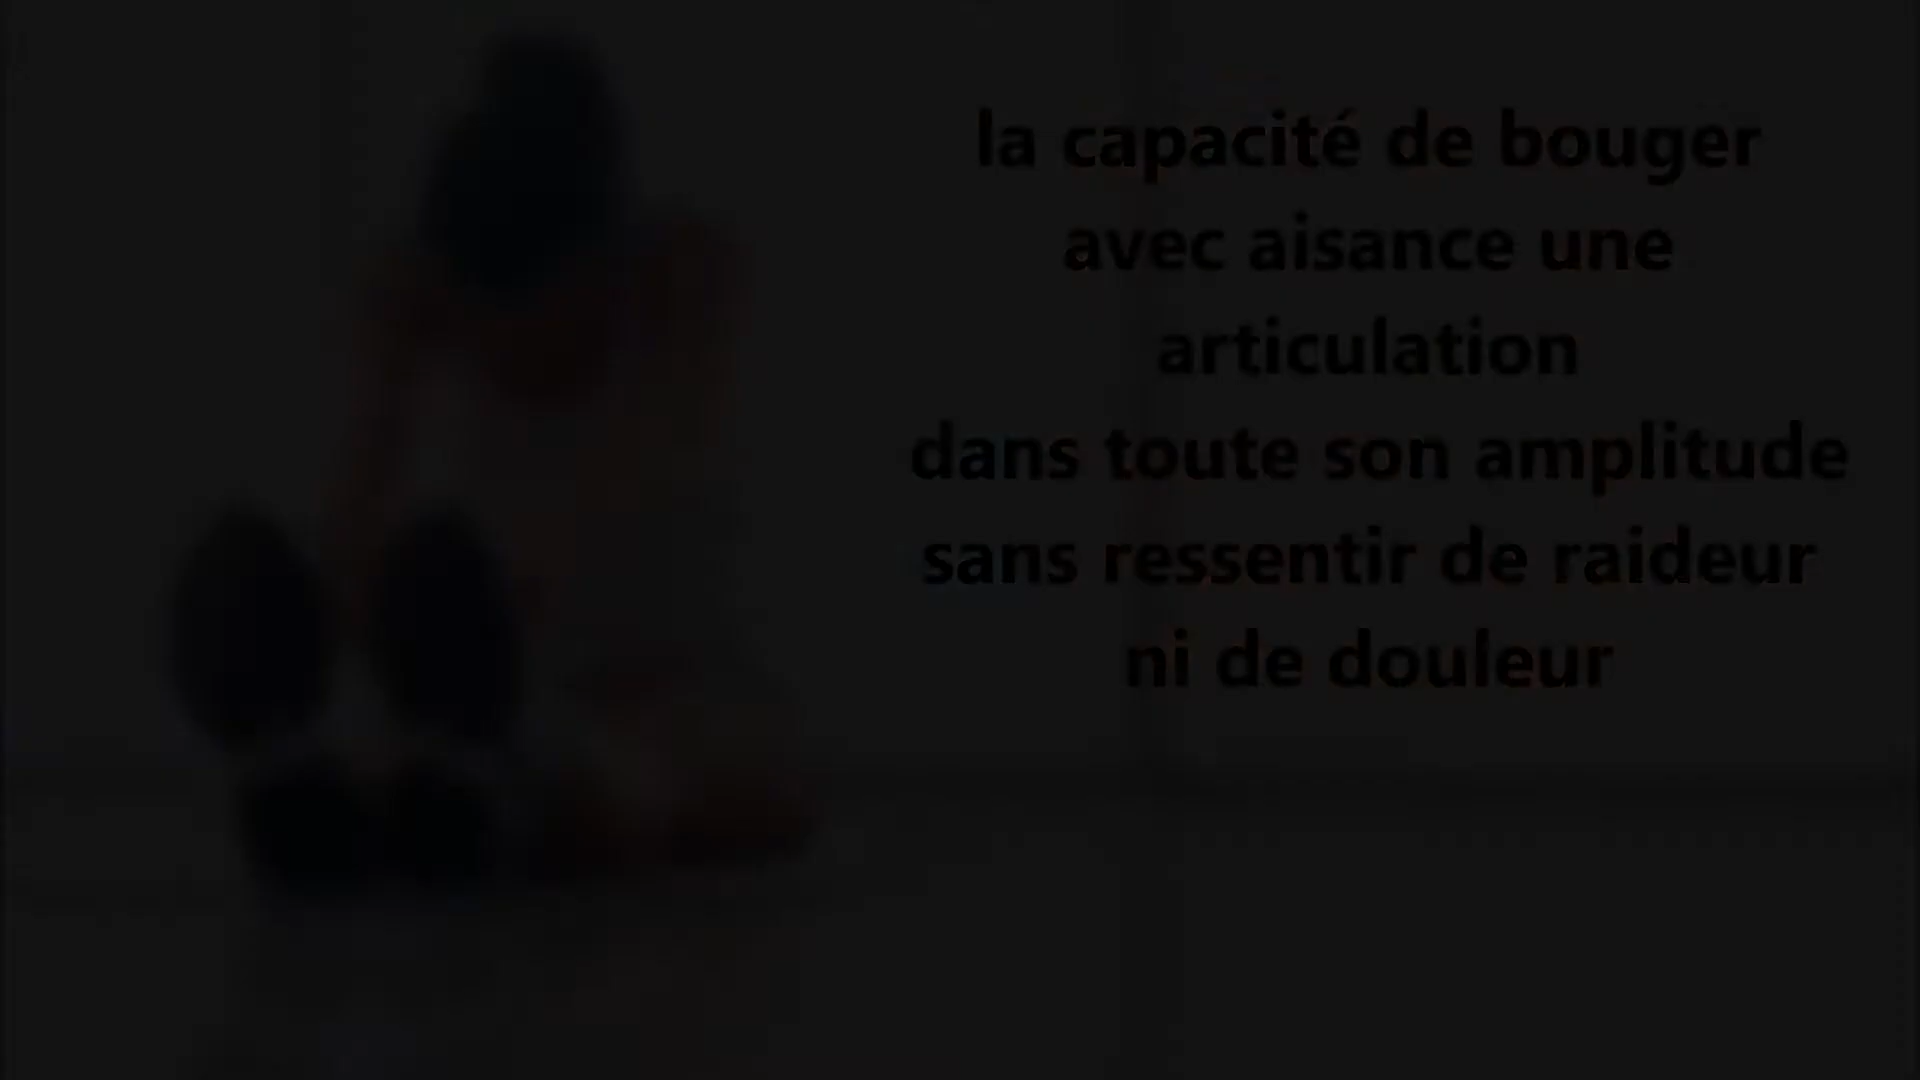 la capacité de bouger
avec aisance une
articulation
dans toute son amplitude
sans ressentir de raideur
ni de douleur